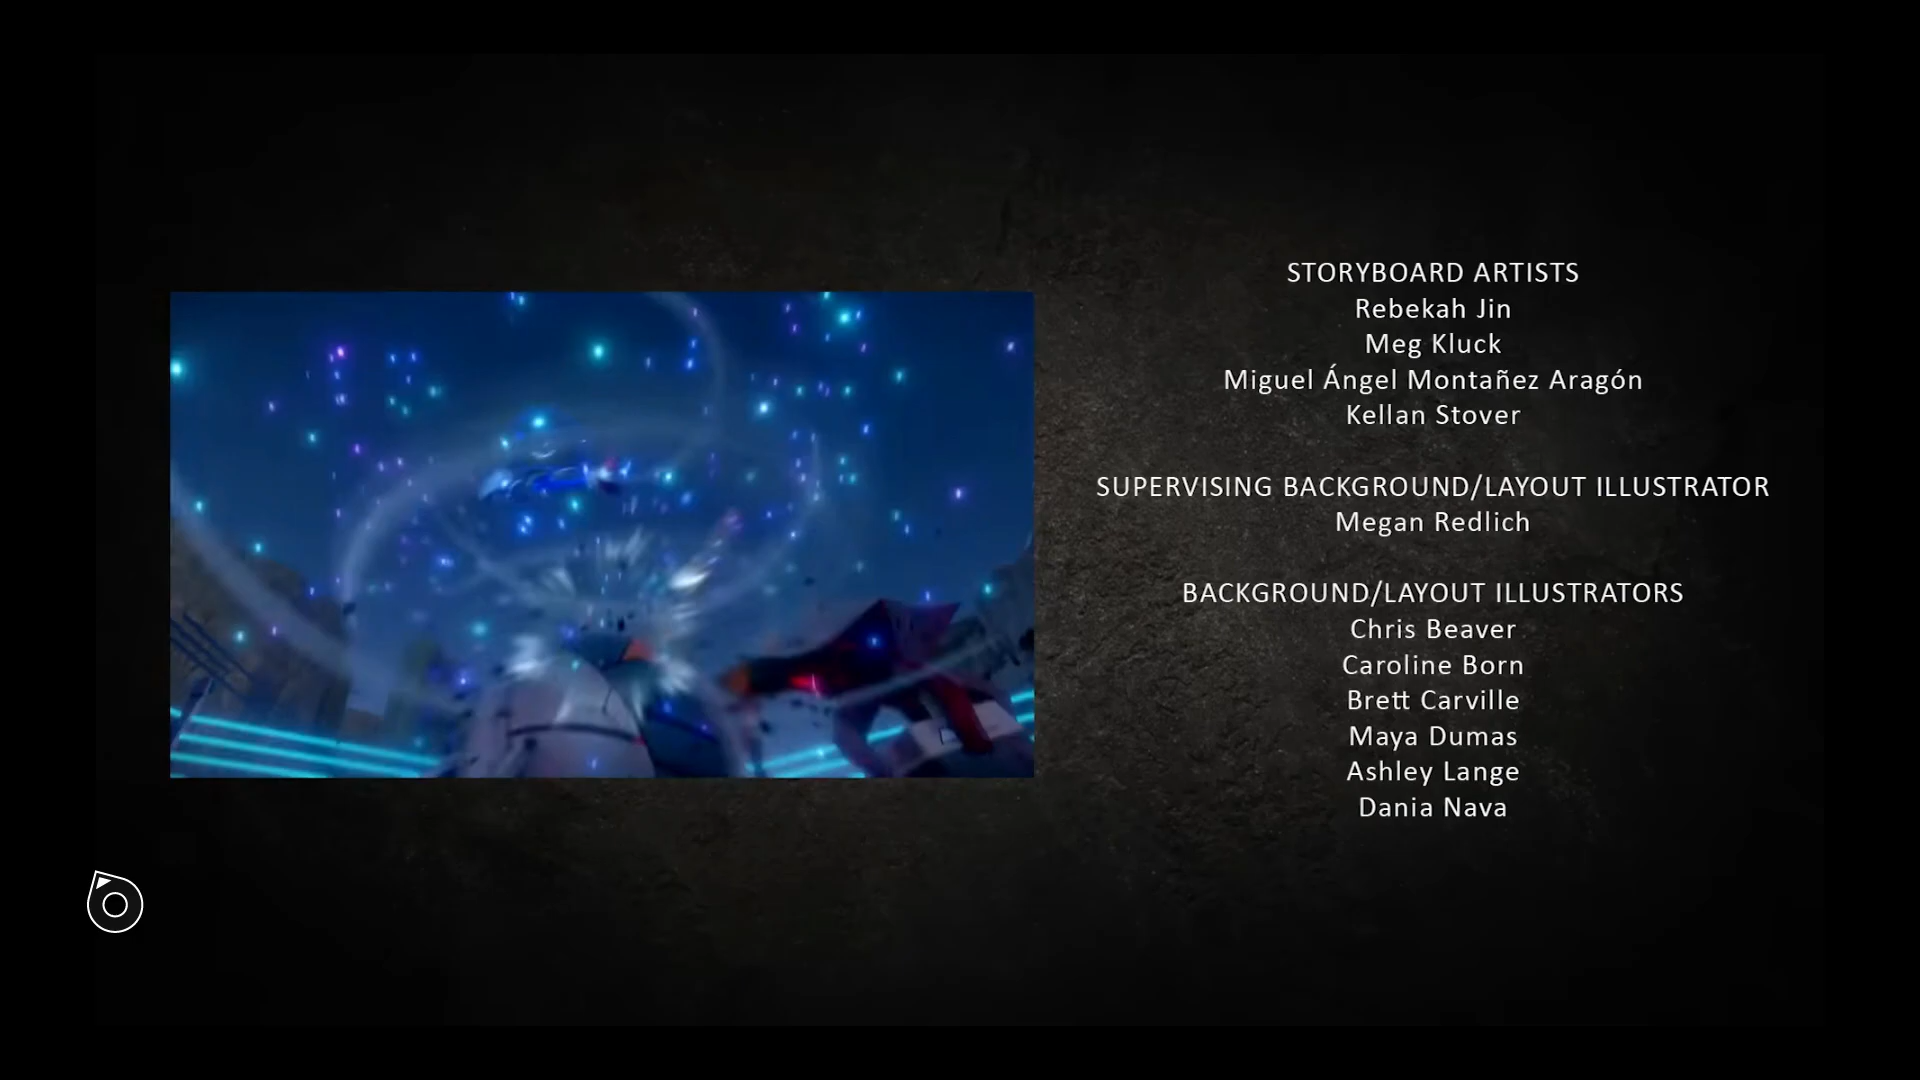 STORYBOARD ARTISTS
Rebekah Jin
Meg Kluck
Miguel Ángel Montañez Aragón
Kellan Stover
SUPERVISING BACKGROUND/LAYOUT ILLUSTRATOR
Megan Redlich
BACKGROUND/LAYOUT ILLUSTRATORS
Chris Beaver
Caroline Born
Brett Carville
Maya Dumas
Ashley Lange
Dania Nava